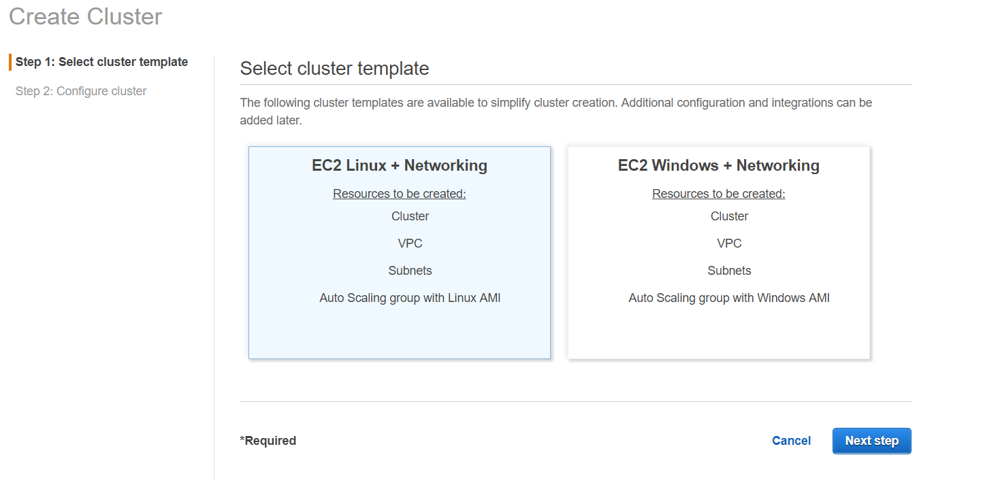 Create Cluster
Step 1: Select cluster template
Step 2: Configure cluster
Select cluster template
The following cluster templates are available to simplify cluster creation. Additional configuration and integrations can be
added later.
EC2 Linux + Networking
Resources to be created:
Cluster
VPC
Subnets
Auto Scaling group with Linux AMI
EC2 Windows + Networking
Resources to be created:
Cluster
VPC
Subnets
Auto Scaling group with Windows AMI
*Required
Cancel
Next step